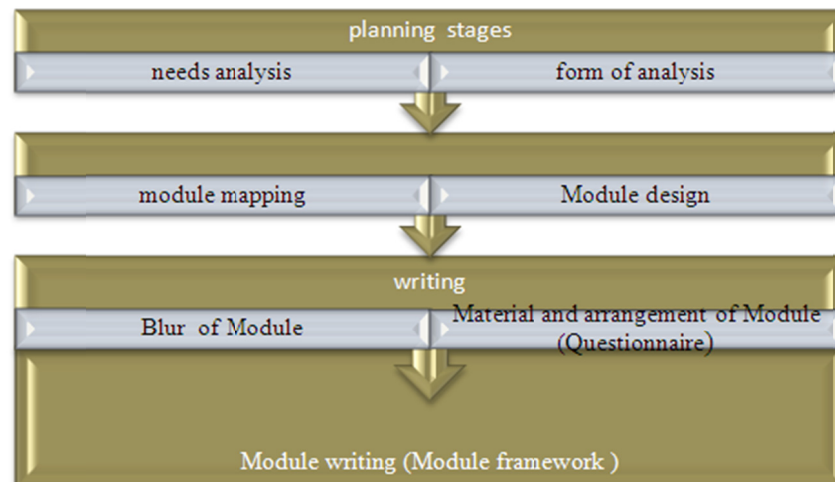 planning stages
needs analysis
form of analysis
module mapping
Module design
writing
Blur of Module
Material and arrangement of Module
(Questionnaire)
Module writing (Module framework )